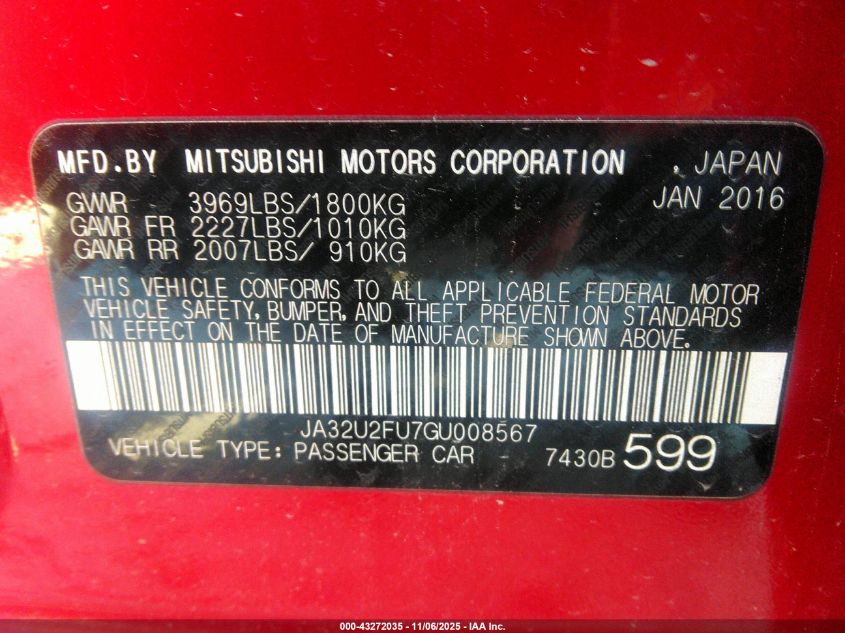 MFD.BY MITSUBISHI MOTORS CORPORATION , JAPAN
JAN 2016
GVWR 3969LBS/1800KG
GAWR FR 2227LBS/1010KG
GAWR RR 2007LBS/ 910KG
THIS VEHICLE CONFORMS TO ALL APPLICABLE FEDERAL MOTOR
VEHICLE SAFETY, BUMPER, AND THEFT PREVENTION STANDARDS
IN EFFECT ON THE DATE OF MANUFACTURE SHOWN ABOVE.
JA32U2FU7GU008567
VEHICLE TYPE: PASSENGER CAR 7430B 599
000-43272035 - 11/06/2025 - IAA Inc.